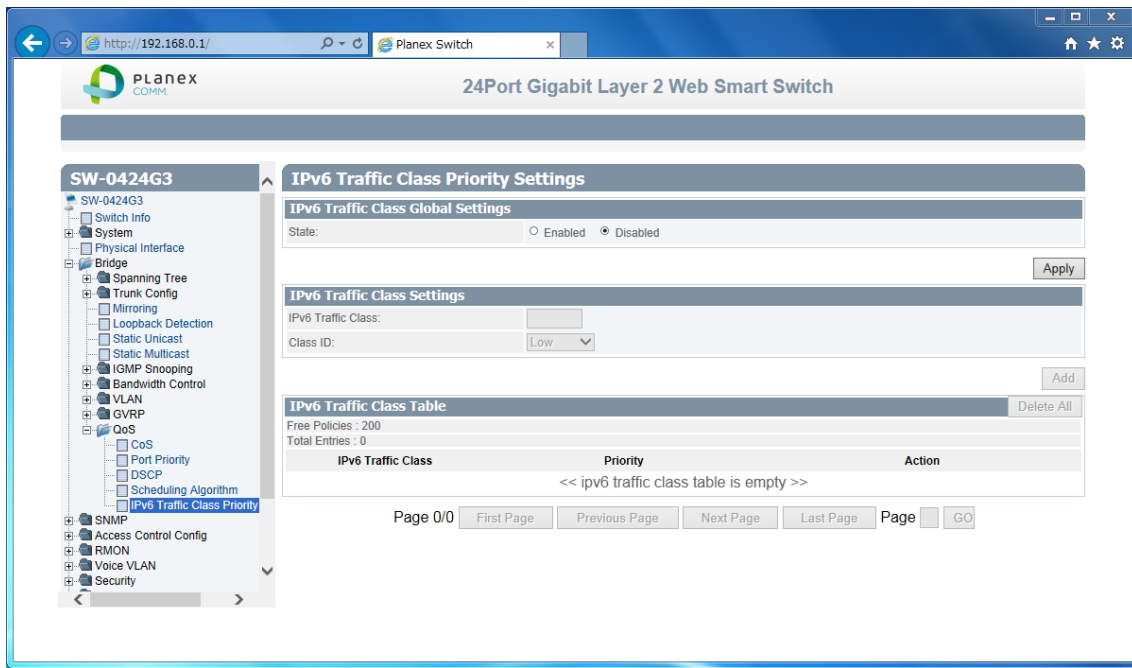 http://192.168.0.1/
Planex Switch
PLANEX
COMM.
24Port Gigabit Layer 2 Web Smart Switch
SW-0424G3
SW-0424G3
Switch Info
System
Physical Interface
Bridge
Spanning Tree
Trunk Config
Mirroring
Loopback Detection
Static Unicast
Static Multicast
IGMP Snooping
Bandwidth Control
VLAN
GVRP
QoS
CoS
Port Priority
DSCP
Scheduling Algorithm
IPv6 Traffic Class Priority
SNMP
Access Control Config
RMON
Voice VLAN
Security
IPv6 Traffic Class Priority Settings
IPv6 Traffic Class Global Settings
State: Enabled Disabled
Apply
IPv6 Traffic Class Settings
IPv6 Traffic Class:
Class ID: Low
Add
IPv6 Traffic Class Table Delete All
Free Policies : 200
Total Entries : 0
IPv6 Traffic Class Priority Action
<< ipv6 traffic class table is empty >>
Page 0/0 First Page Previous Page Next Page Last Page Page GO